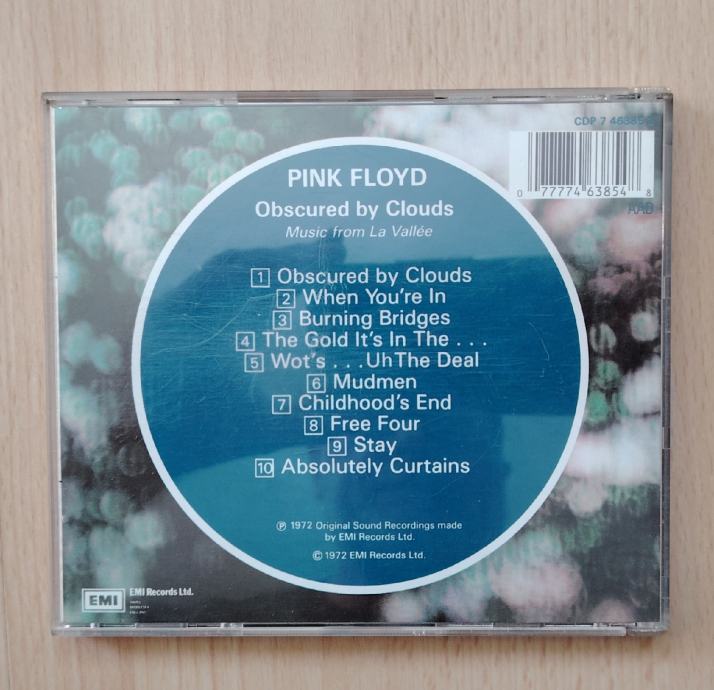 CDP 7 46385 2
0 77774 63854 8
AAD
PINK FLOYD
Obscured by Clouds
Music from La Vallée
1 Obscured by Clouds
2 When You're In
3 Burning Bridges
4 The Gold It's In The . . .
5 Wot's . . . Uh The Deal
6 Mudmen
7 Childhood's End
8 Free Four
9 Stay
10 Absolutely Curtains
℗ 1972 Original Sound Recordings made
by EMI Records Ltd.
© 1972 EMI Records Ltd.
EMI EMI Records Ltd.